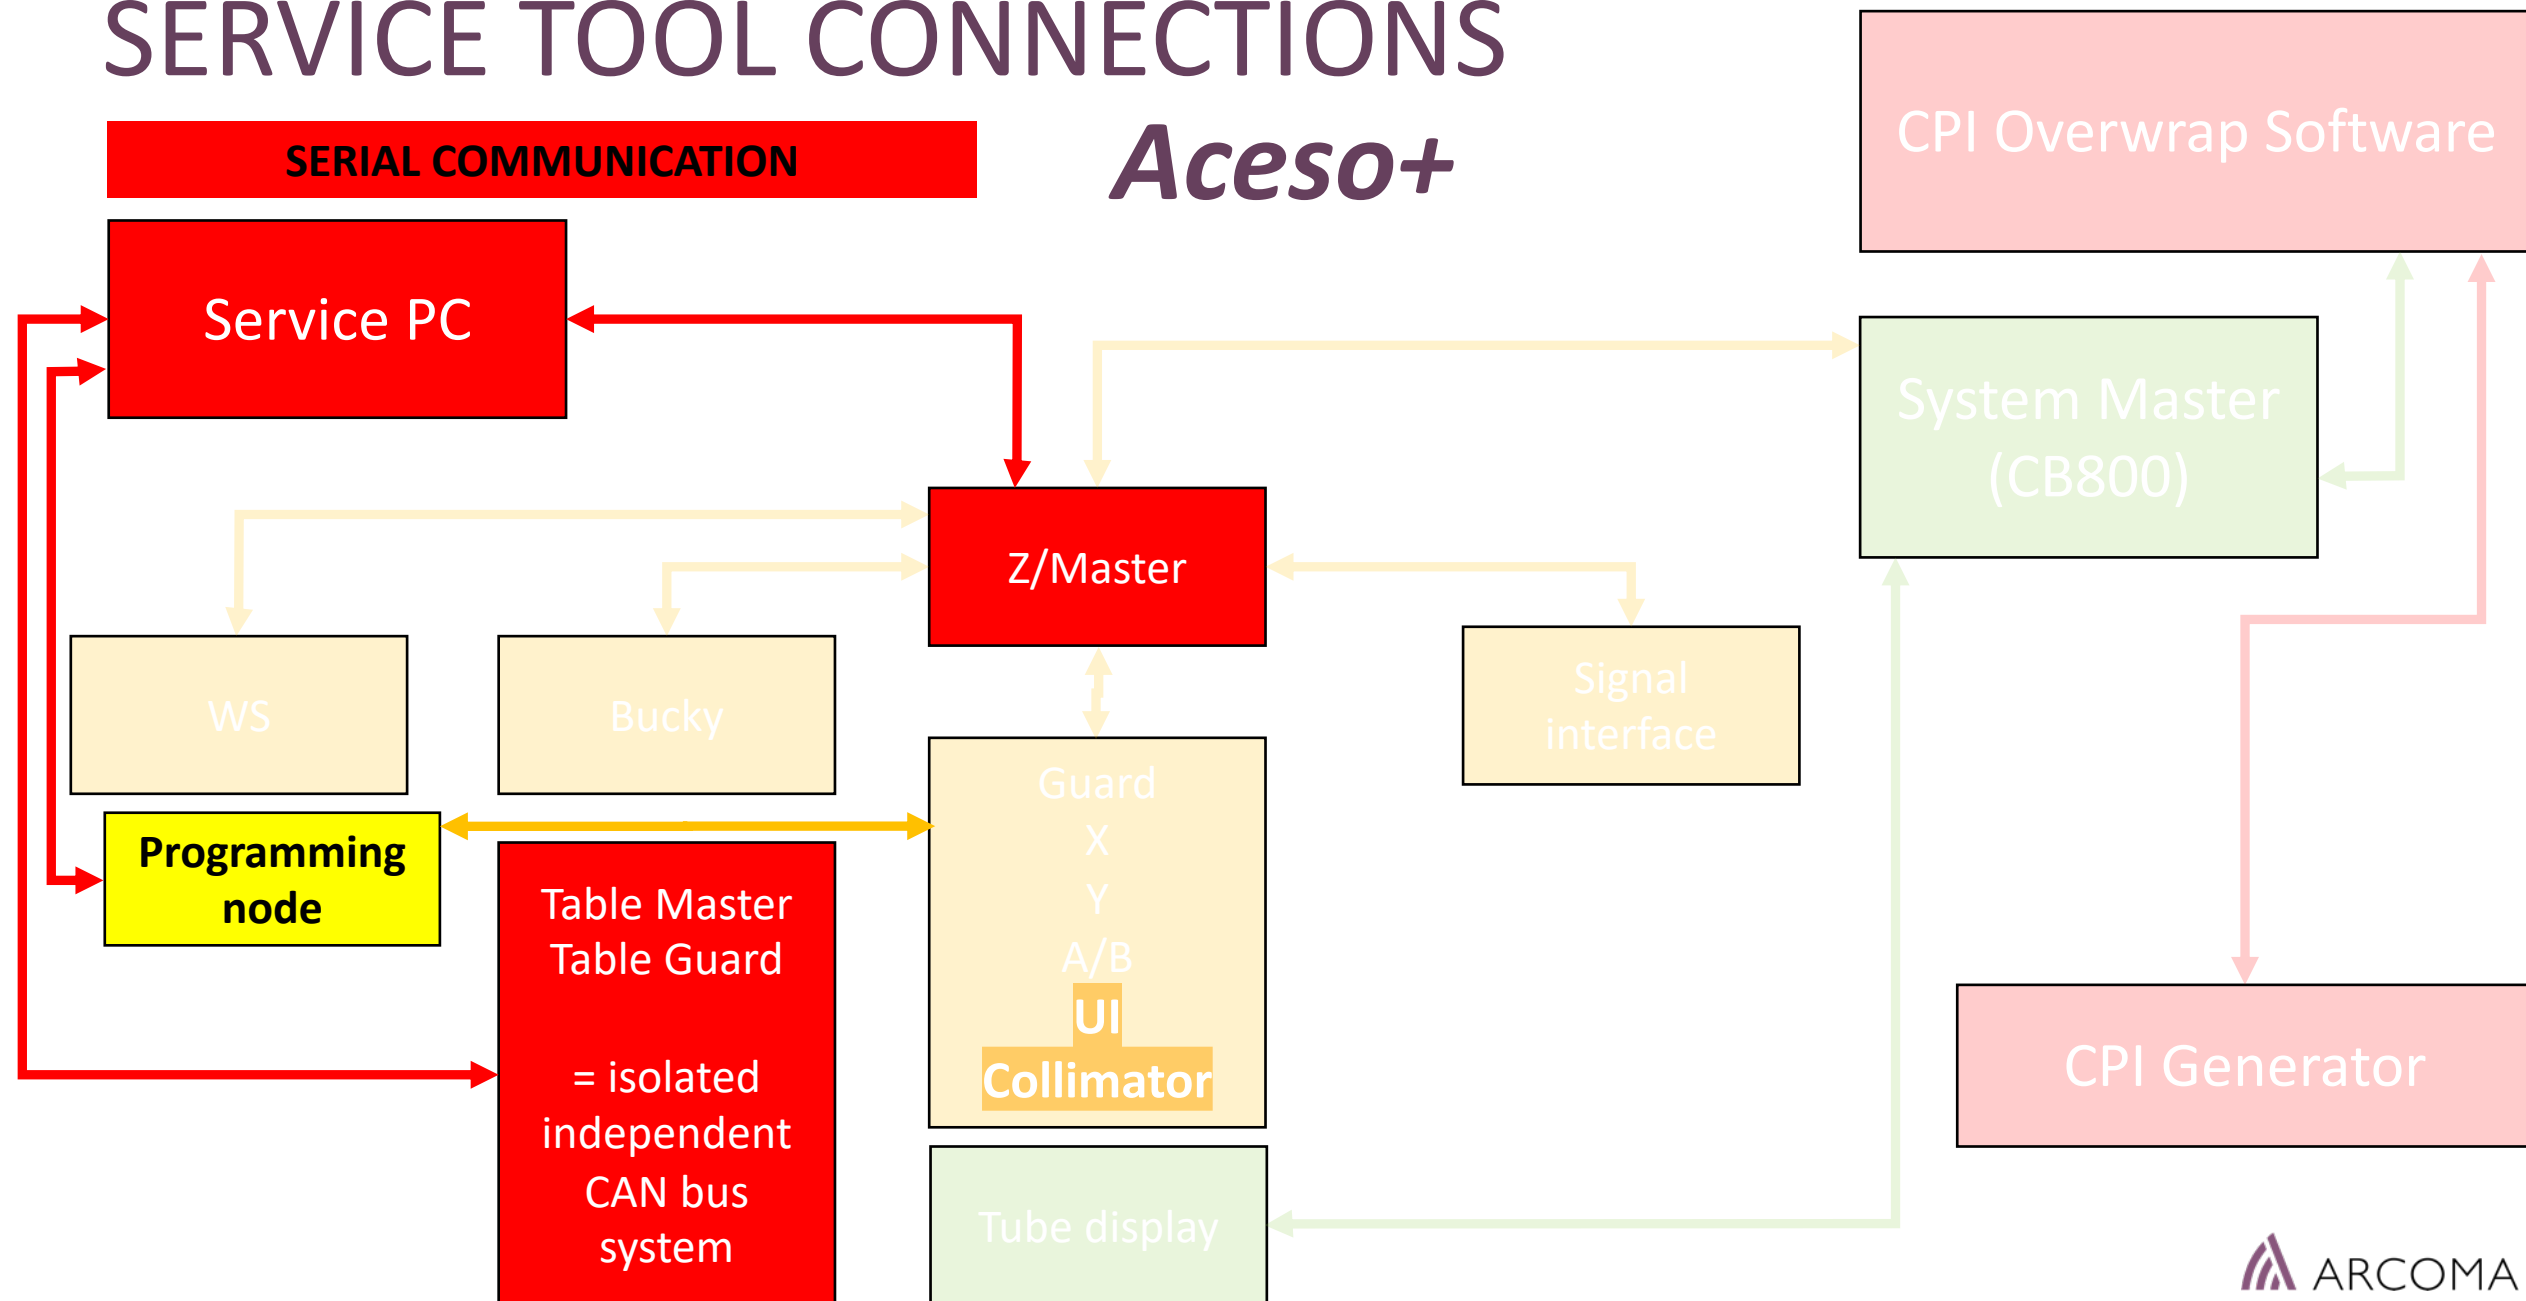 SERVICE TOOL CONNECTIONS
SERIAL COMMUNICATION
Aceso+
CPI Overwrap Software
Service PC
System Master
(CB800)
Z/Master
WS
Bucky
Signal
interface
Guard
X
Y
A/B
UI
Collimator
Programming
node
Table Master
Table Guard
= isolated
independent
CAN bus
system
CPI Generator
Tube display
ARCOMA